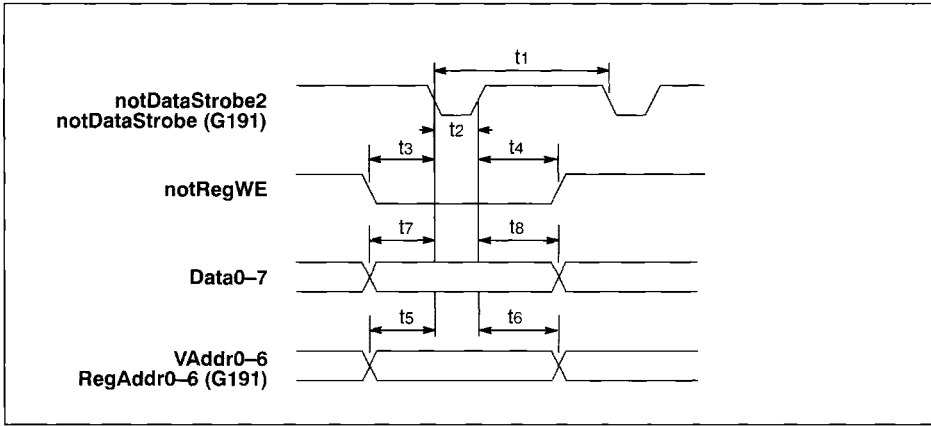 t1
notDataStrobe2
notDataStrobe (G191)
t2
t3
t4
notRegWE
t7
t8
Data0–7
t5
t6
VAddr0–6
RegAddr0–6 (G191)